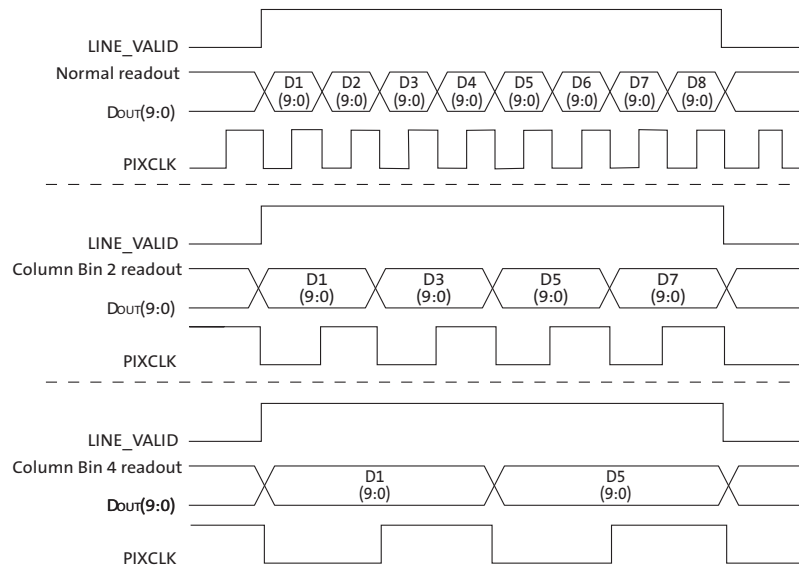 LINE_VALID
Normal readout
D1 D2 D3 D4 D5 D6 D7 D8
(9:0) (9:0) (9:0) (9:0) (9:0) (9:0) (9:0) (9:0)
DOUT(9:0)
PIXCLK
LINE_VALID
Column Bin 2 readout
D1 D3 D5 D7
(9:0) (9:0) (9:0) (9:0)
DOUT(9:0)
PIXCLK
LINE_VALID
Column Bin 4 readout
D1 D5
(9:0) (9:0)
DOUT(9:0)
PIXCLK